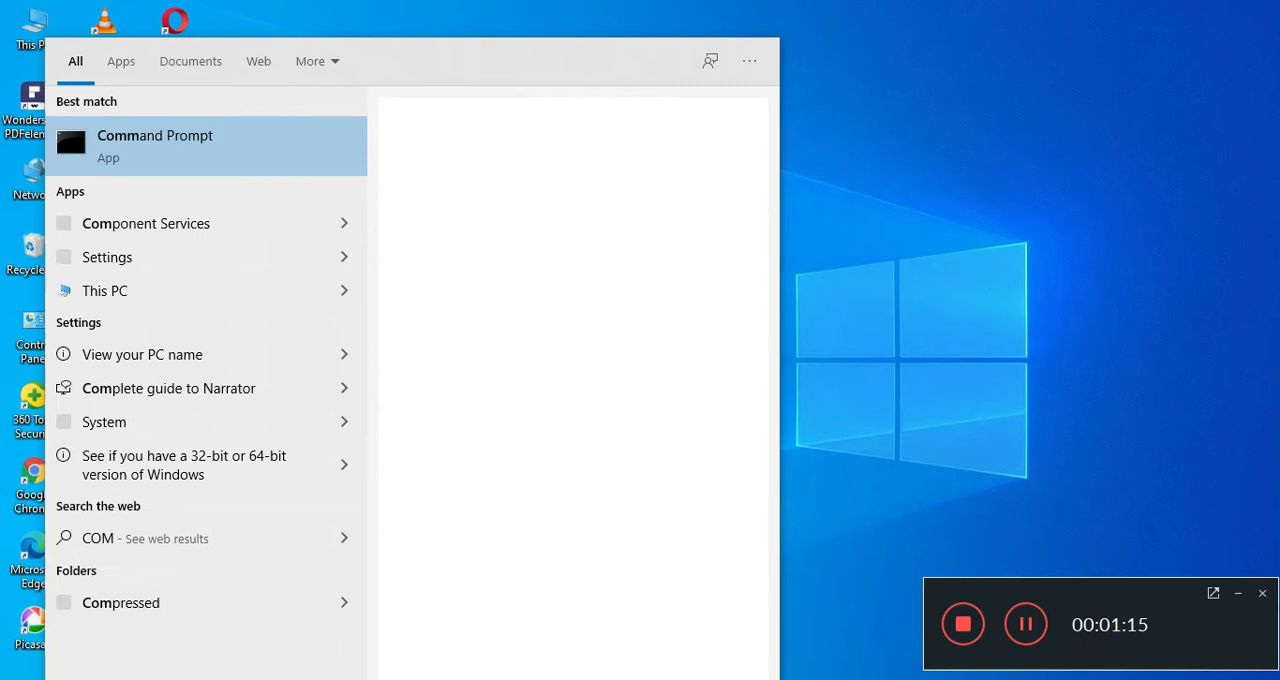 This P
All Apps Documents Web More
Best match
Command Prompt
App
Apps
Component Services
Settings
This PC
Settings
View your PC name
Complete guide to Narrator
System
See if you have a 32-bit or 64-bit
version of Windows
Search the web
COM - See web results
Folders
Compressed
Wonders
PDFelem
Netwo
Recycle
Contr
Pane
360 To
Securi
Goog
Chron
Micros
Edge
Picasa
00:01:15